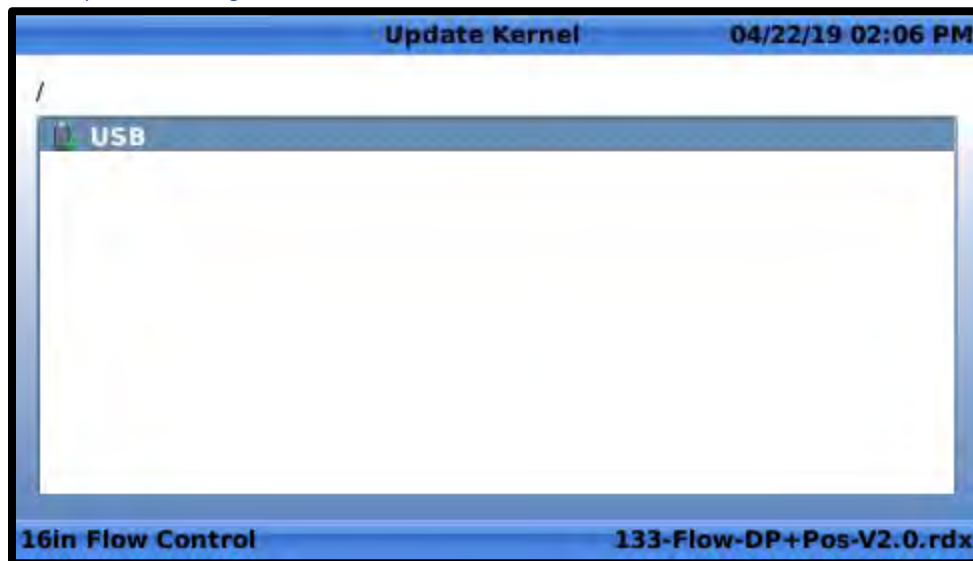 Update Kernel 04/22/19 02:06 PM
/
USB
16in Flow Control 133-Flow-DP+Pos-V2.0.rdx